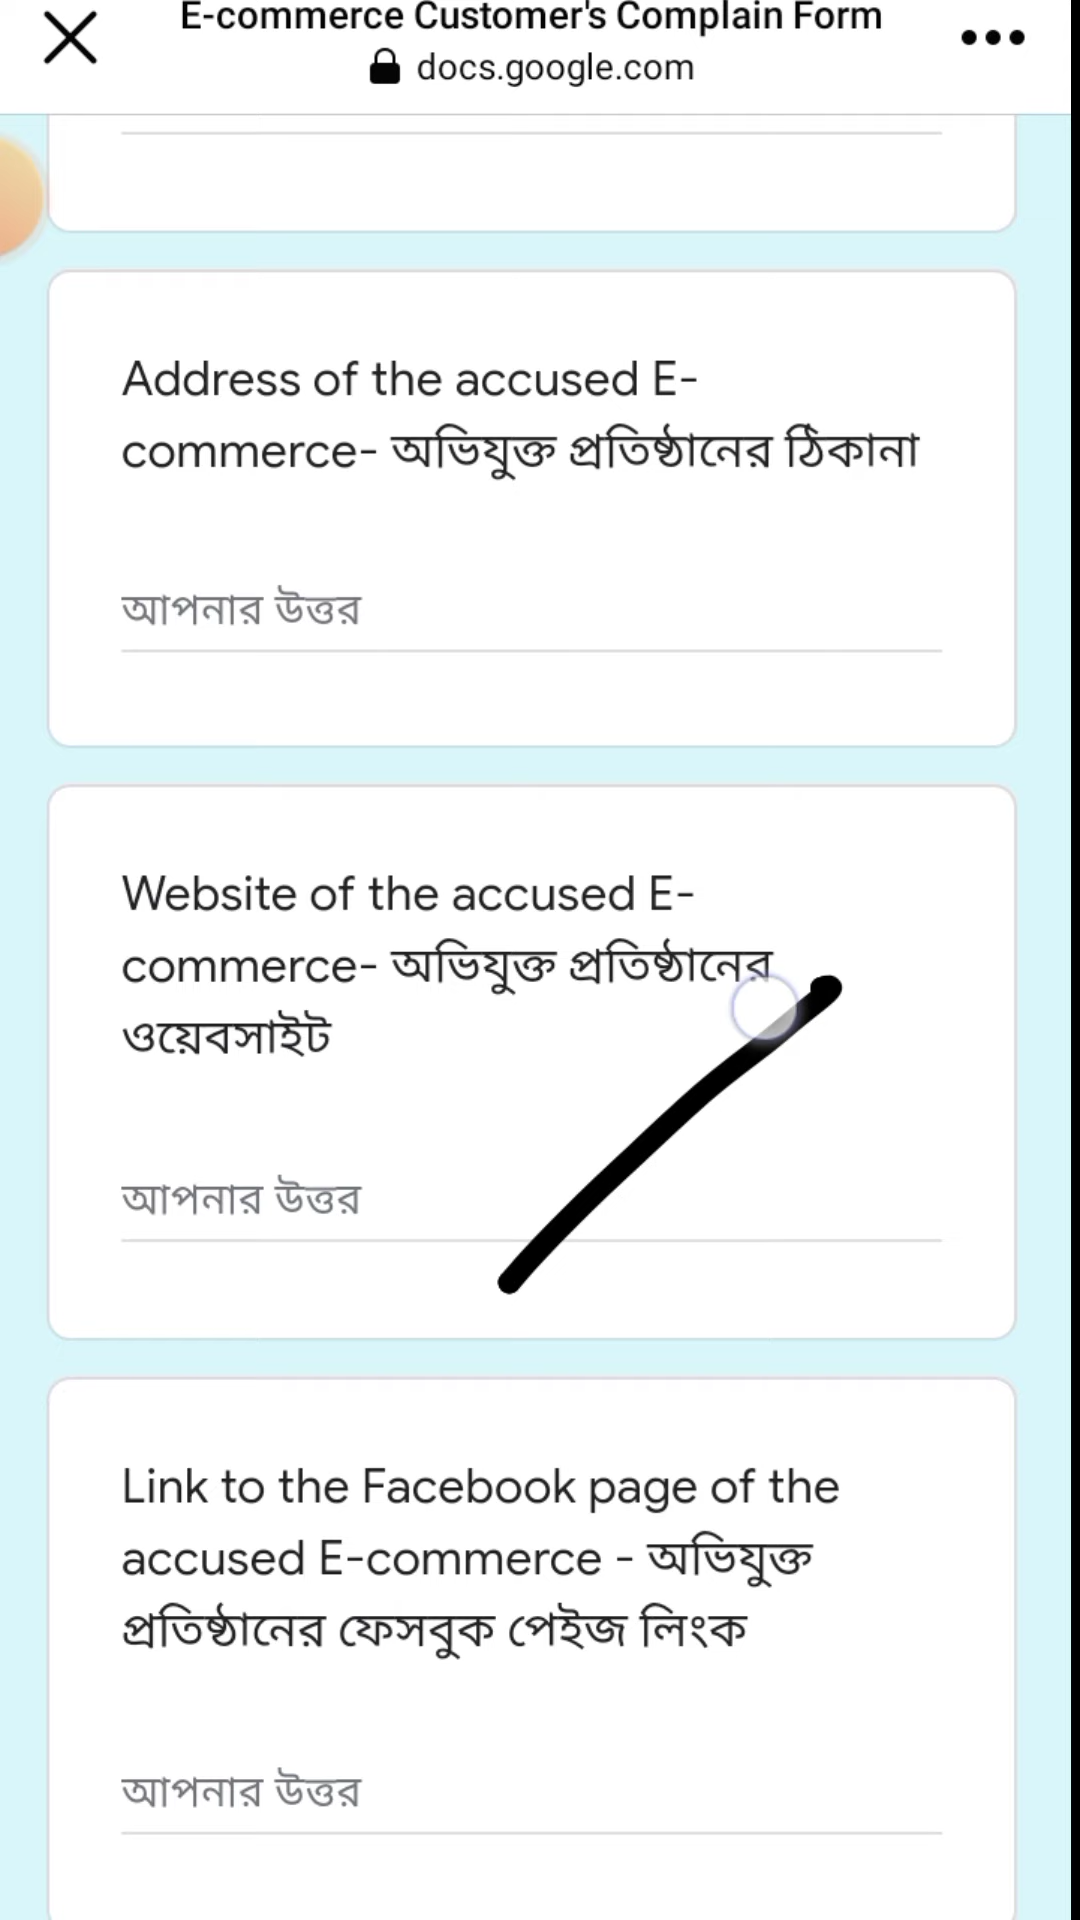 E-commerce Customer's Complain Form
docs.google.com
Address of the accused E-
commerce- অভিযুক্ত প্রতিষ্ঠানের ঠিকানা
আপনার উত্তর
Website of the accused E-
commerce- অভিযুক্ত প্রতিষ্ঠানের
ওয়েবসাইট
আপনার উত্তর
Link to the Facebook page of the
accused E-commerce - অভিযুক্ত
প্রতিষ্ঠানের ফেসবুক পেইজ লিংক
আপনার উত্তর